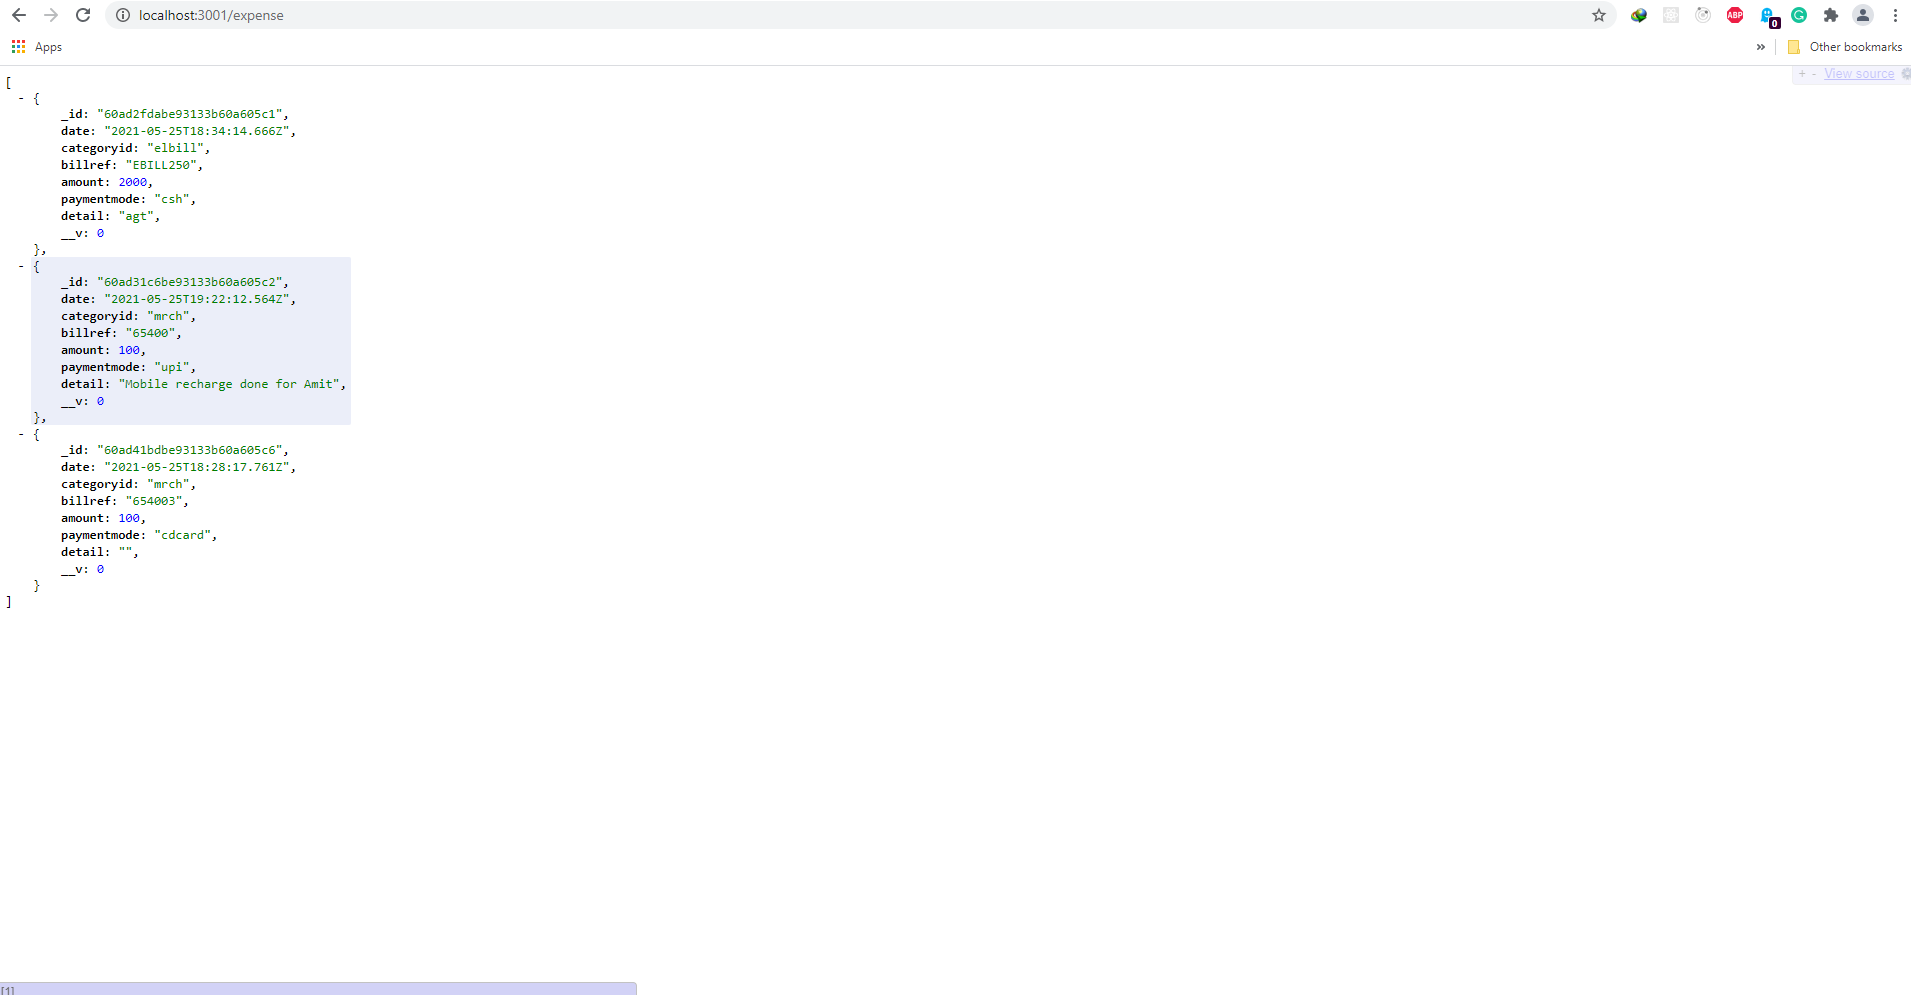 localhost:3001/expense
ABP
0
Apps
» Other bookmarks
+ - View source
[
- {
_id: "60ad2fdabe93133b60a605c1",
date: "2021-05-25T18:34:14.666Z",
categoryid: "elbill",
billref: "EBILL250",
amount: 2000,
paymentmode: "csh",
detail: "agt",
__v: 0
},
- {
_id: "60ad31c6be93133b60a605c2",
date: "2021-05-25T19:22:12.564Z",
categoryid: "mrch",
billref: "65400",
amount: 100,
paymentmode: "upi",
detail: "Mobile recharge done for Amit",
__v: 0
},
- {
_id: "60ad41bdbe93133b60a605c6",
date: "2021-05-25T18:28:17.761Z",
categoryid: "mrch",
billref: "654003",
amount: 100,
paymentmode: "cdcard",
detail: "",
__v: 0
}
]
[1]